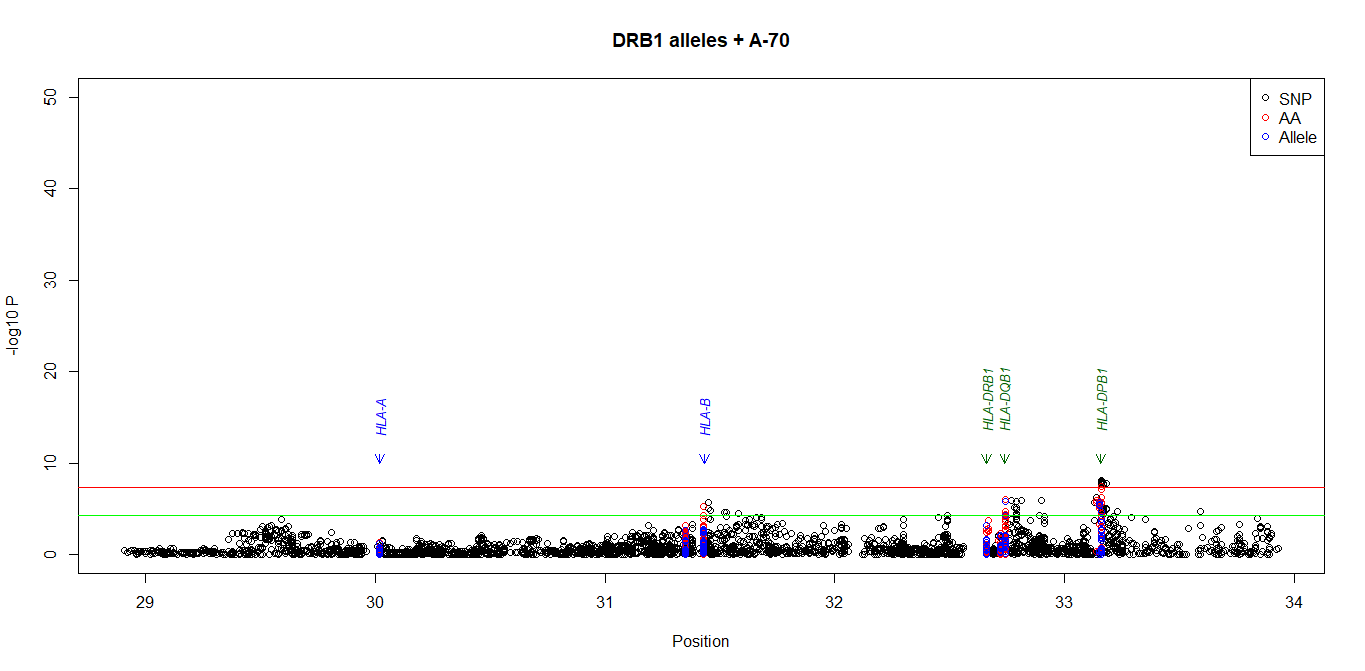 DRB1 alleles + A-70
SNP
AA
Allele
-log10 P
50
40
30
20
10
0
HLA-A
HLA-B
HLA-DRB1
HLA-DQB1
HLA-DPB1
29
30
31
32
33
34
Position